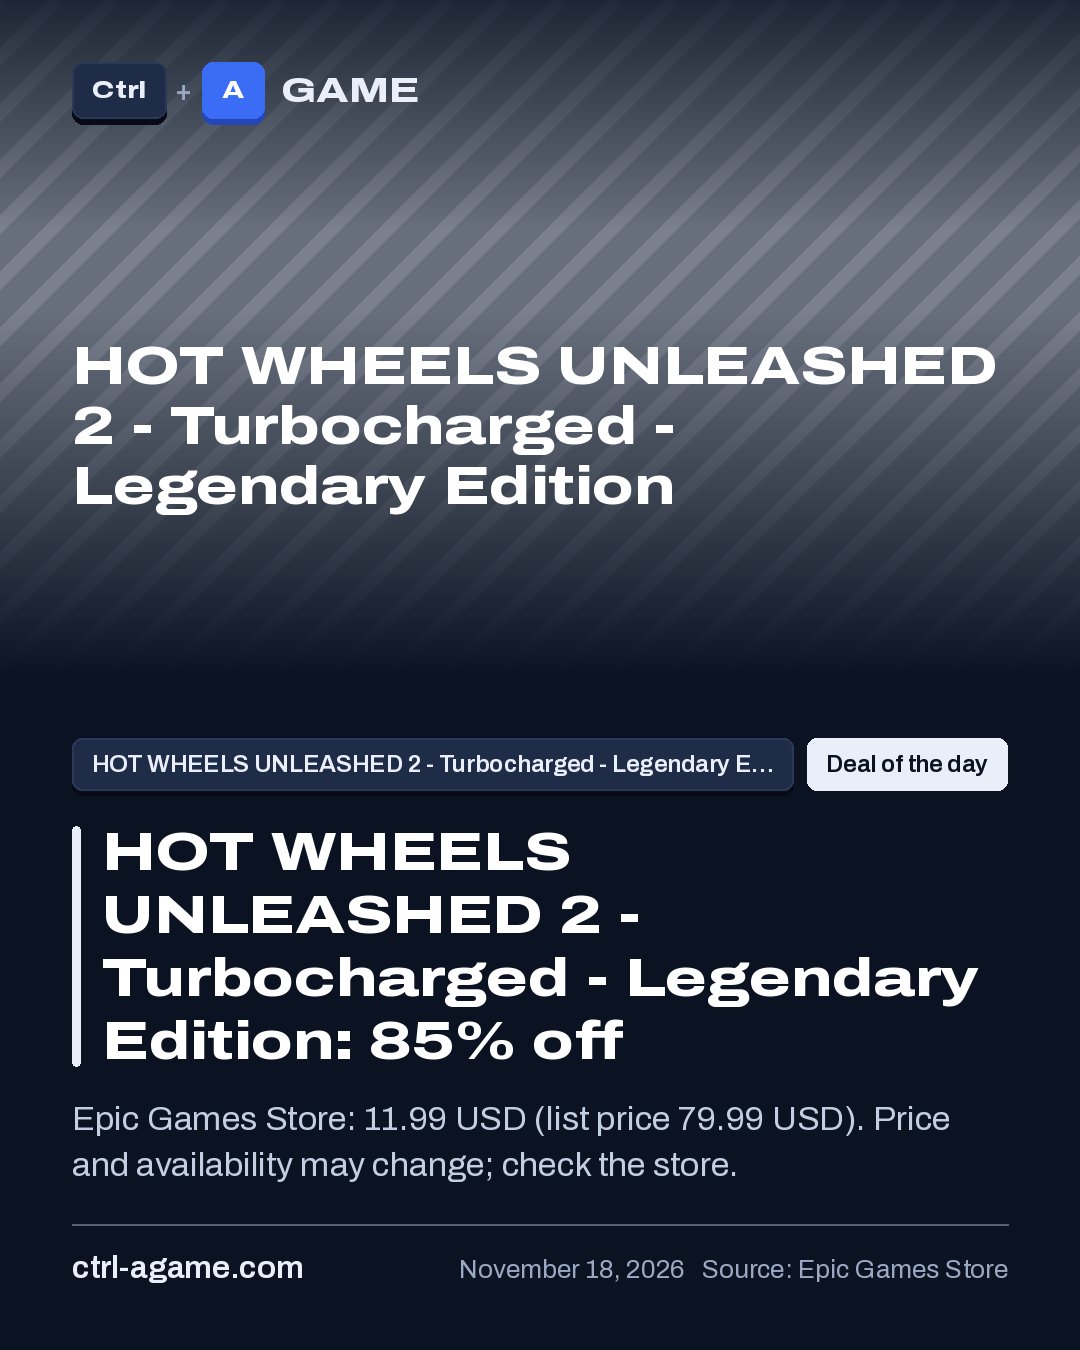 Ctrl + A GAME
HOT WHEELS UNLEASHED
2 - Turbocharged -
Legendary Edition
HOT WHEELS UNLEASHED 2 - Turbocharged - Legendary E...
Deal of the day
HOT WHEELS
UNLEASHED 2 -
Turbocharged - Legendary
Edition: 85% off
Epic Games Store: 11.99 USD (list price 79.99 USD). Price
and availability may change; check the store.
ctrl-agame.com
November 18, 2026 Source: Epic Games Store